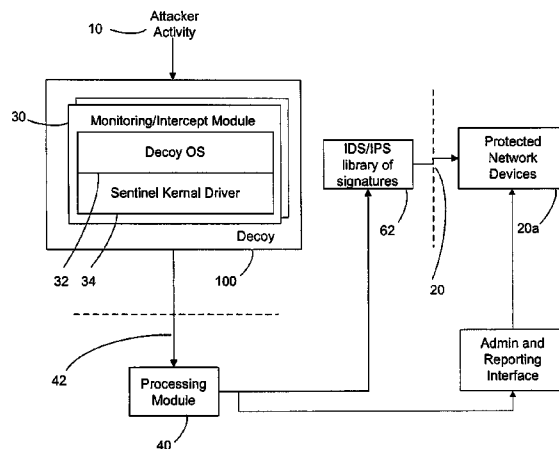 10
Attacker
Activity
30
Monitoring/Intercept Module
Decoy OS
Sentinel Kernal Driver
Decoy
32
34
100
IDS/IPS
library of
signatures
62
20
Protected
Network
Devices
20a
42
Processing
Module
40
Admin and
Reporting
Interface